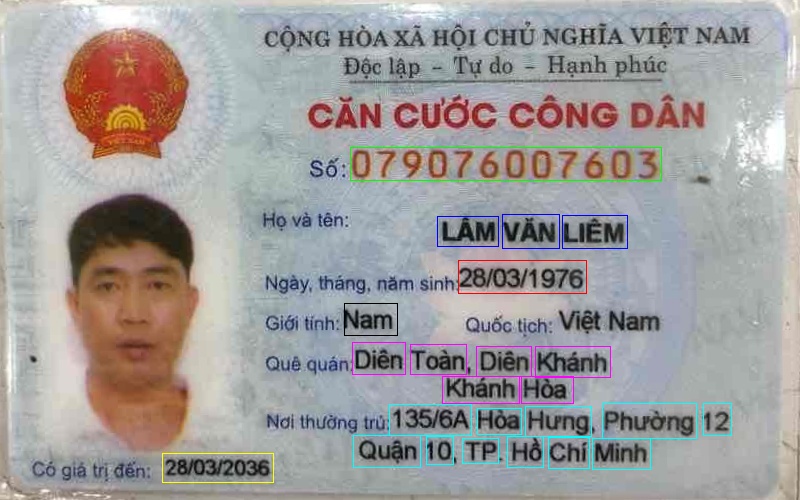 CỘNG HÒA XÃ HỘI CHỦ NGHĨA VIỆT NAM
Độc lập - Tự do - Hạnh phúc
CĂN CƯỚC CÔNG DÂN
Số: 079076007603
Họ và tên: LÂM VĂN LIÊM
Ngày, tháng, năm sinh: 28/03/1976
Giới tính: Nam Quốc tịch: Việt Nam
Quê quán: Diên Toàn, Diên Khánh
Khánh Hòa
Nơi thường trú: 135/6A Hòa Hưng, Phường 12
Quận 10, TP. Hồ Chí Minh
Có giá trị đến: 28/03/2036